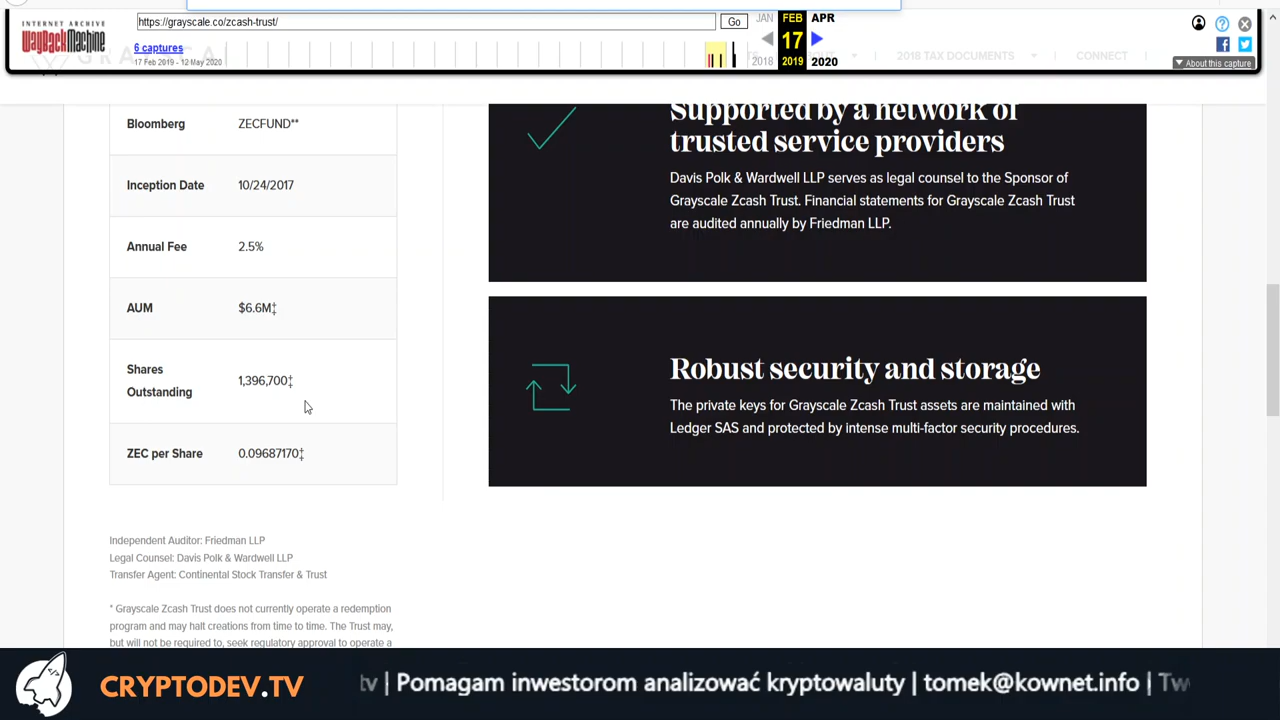 INTERNET ARCHIVE
WayBackMachine
https://grayscale.co/zcash-trust/
Go
JAN
FEB
APR
6 captures
17 Feb 2019 - 12 May 2020
17
2018
2019
2020
2018 TAX DOCUMENTS
CONNECT
About this capture
Bloomberg ZECFUND**
Inception Date 10/24/2017
Annual Fee 2.5%
AUM $6.6M‡
Shares Outstanding 1,396,700‡
ZEC per Share 0.09687170‡
Supported by a network of
trusted service providers
Davis Polk & Wardwell LLP serves as legal counsel to the Sponsor of
Grayscale Zcash Trust. Financial statements for Grayscale Zcash Trust
are audited annually by Friedman LLP.
Robust security and storage
The private keys for Grayscale Zcash Trust assets are maintained with
Ledger SAS and protected by intense multi-factor security procedures.
Independent Auditor: Friedman LLP
Legal Counsel: Davis Polk & Wardwell LLP
Transfer Agent: Continental Stock Transfer & Trust
* Grayscale Zcash Trust does not currently operate a redemption
program and may halt creations from time to time. The Trust may,
but will not be required to, seek regulatory approval to operate a
CRYPTODEV.TV
tv | Pomagam inwestorom analizować kryptowaluty | tomek@kownet.info | Tw